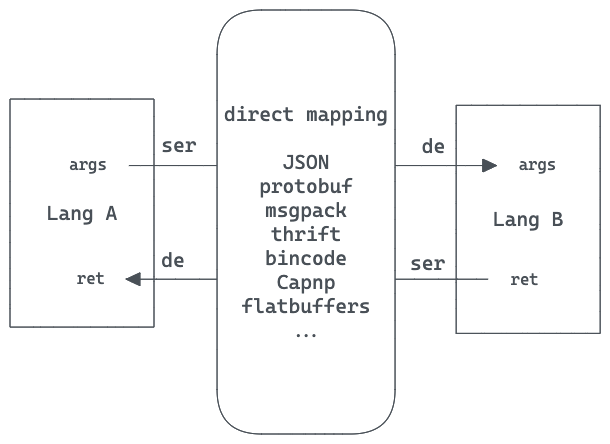 direct mapping
ser
de
args
JSON
args
protobuf
Lang A
msgpack
Lang B
thrift
de
bincode
ser
ret
Capnp
ret
flatbuffers
...